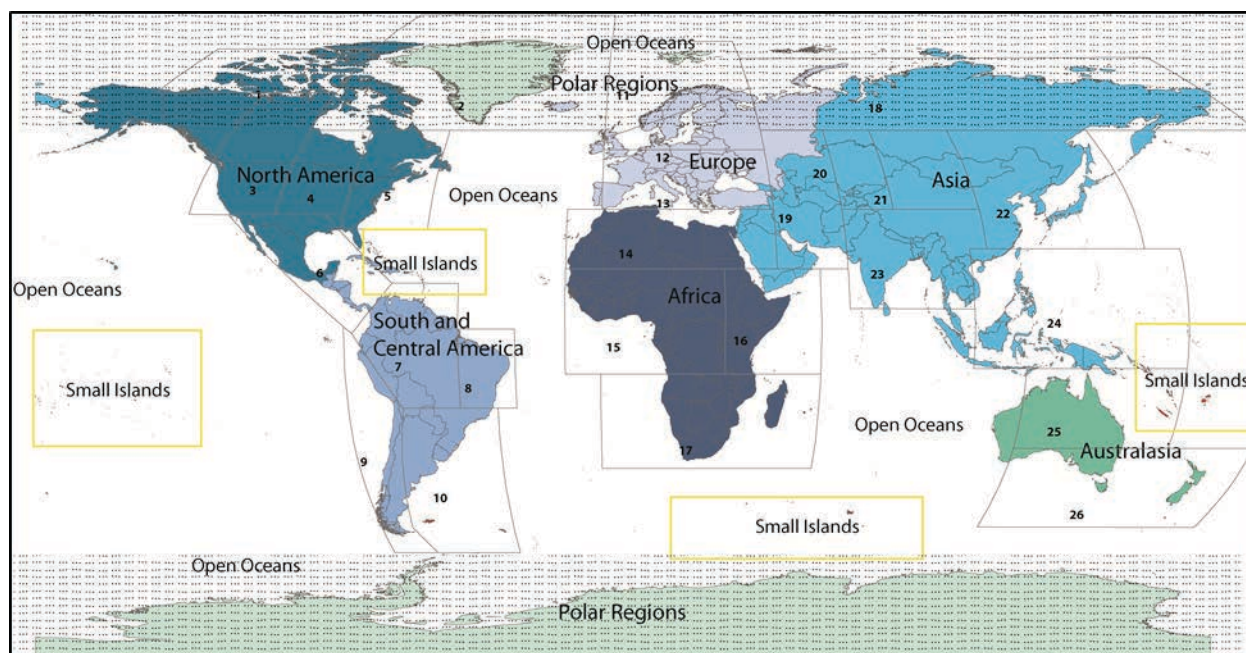 Open Oceans
Polar Regions
1
2
11
18
North America
3
4
5
Open Oceans
12
Europe
13
20
Asia
19
21
22
6
Small Islands
14
23
Open Oceans
Africa
South and
Central America
7
8
15
16
24
Small Islands
Small Islands
Open Oceans
25
Australasia
17
9
10
26
Small Islands
Open Oceans
Polar Regions